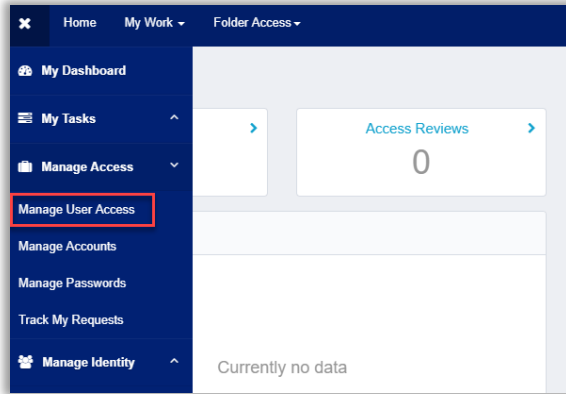 Home My Work Folder Access
My Dashboard
My Tasks
Access Reviews
0
Manage Access
Manage User Access
Manage Accounts
Manage Passwords
Track My Requests
Manage Identity
Currently no data